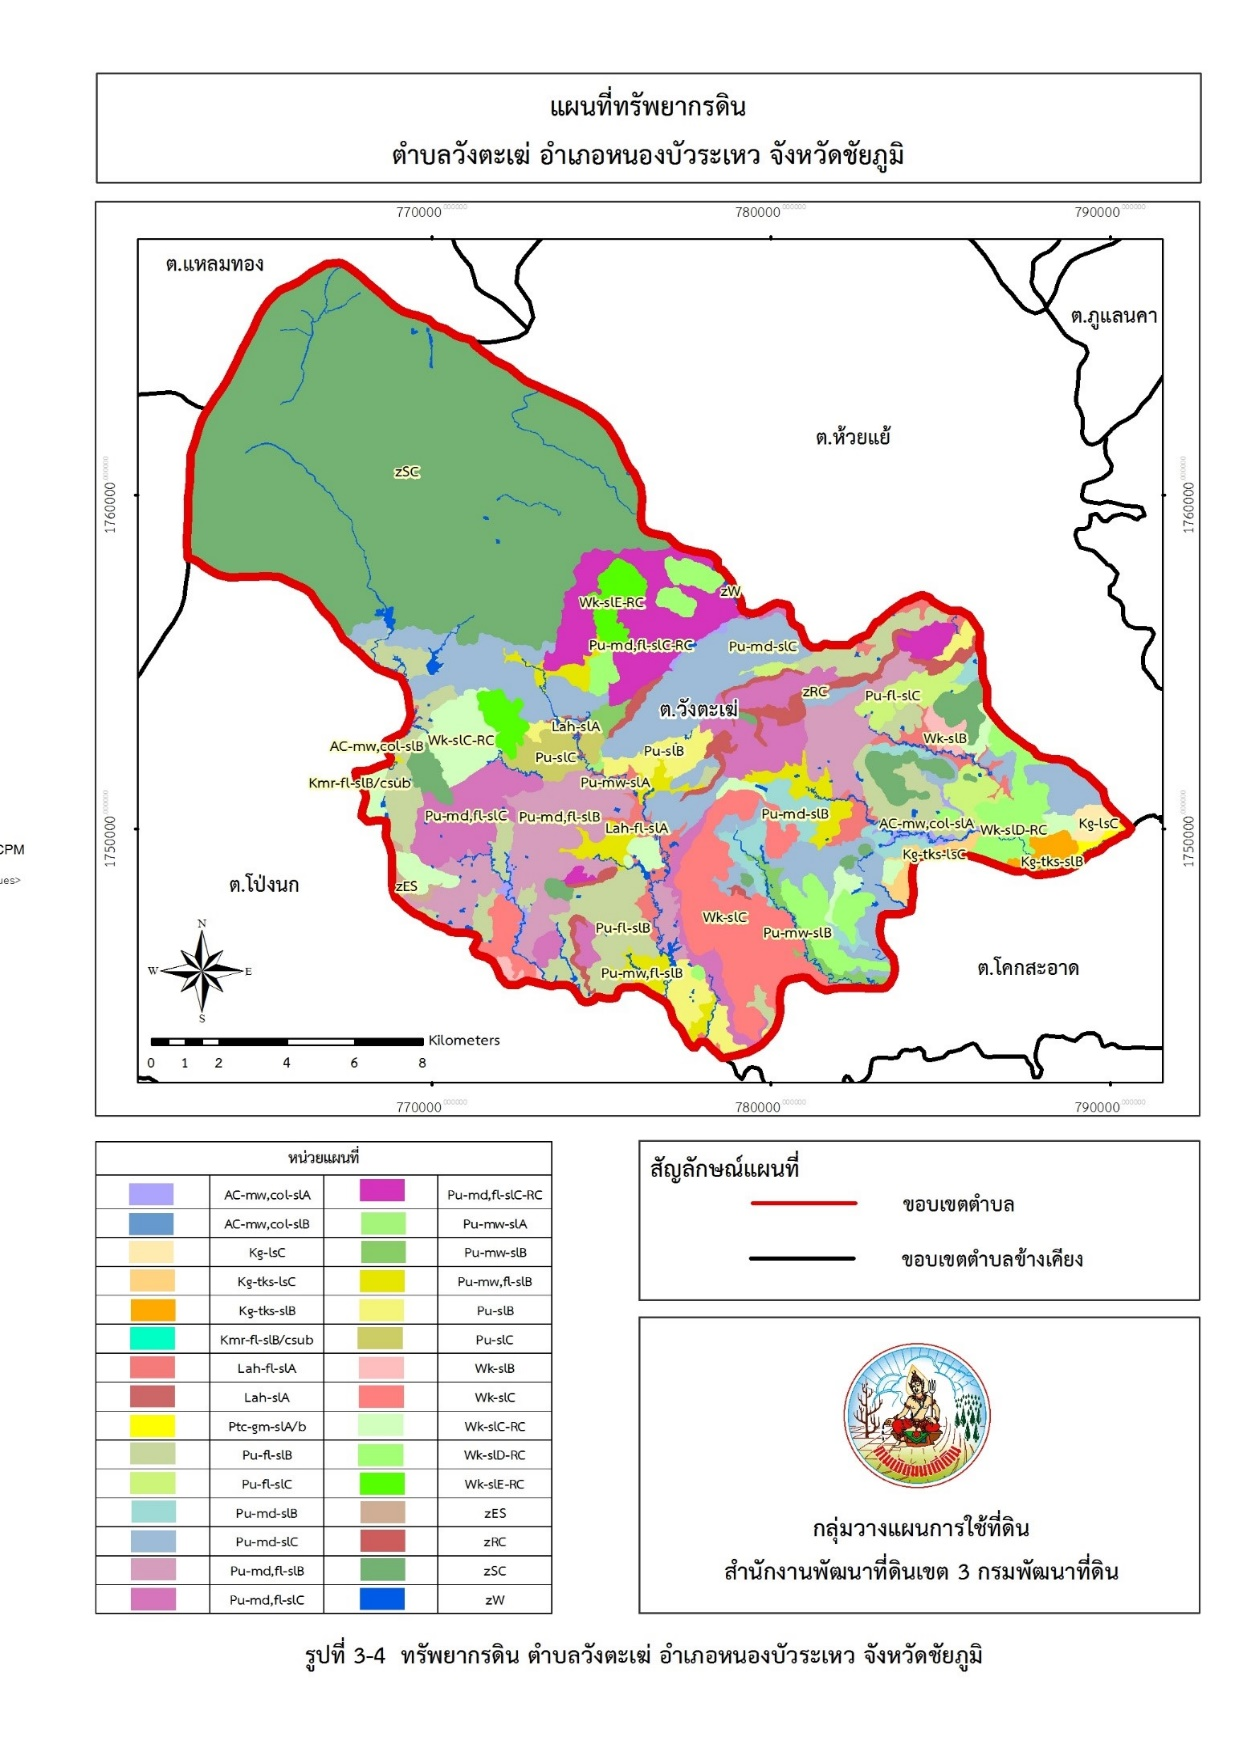 แผนที่ทรัพยากรดิน
ตำบลวังตะเฆ่ อำเภอหนองบัวระเหว จังหวัดชัยภูมิ
770000 780000 790000
ต.แหลมทอง
ต.ภูแลนคา
ต.ห้วยแย้
zSC
1760000 1760000
zW
Wk-slE-RC
Pu-md,fl-slC-RC Pu-md-slC
zRC Pu-fl-slC
ต.วังตะเฆ่
Lah-slA
AC-mw,col-slB Wk-slC-RC Wk-slB
Pu-slC Pu-slB
Kmr-fl-slB/csub Pu-mw-slA
Pu-md,fl-slC Pu-md,fl-slB Pu-md-slB
Lah-fl-slA AC-mw,col-slA Wk-slD-RC Kg-lsC
1750000 1750000
CPM
Kg-tks-lsC Kg-tks-slB
ues>
ต.โป่งนก zES
Wk-slC
Pu-fl-slB Pu-mw-slB
Pu-mw,fl-slB ต.โคกสะอาด
N
W E
S
Kilometers
0 1 2 4 6 8
770000 780000 790000
หน่วยแผนที่
AC-mw,col-slA Pu-md,fl-slC-RC
AC-mw,col-slB Pu-mw-slA
Kg-lsC Pu-mw-slB
Kg-tks-lsC Pu-mw,fl-slB
Kg-tks-slB Pu-slB
Kmr-fl-slB/csub Pu-slC
Lah-fl-slA Wk-slB
Lah-slA Wk-slC
Ptc-gm-slA/b Wk-slC-RC
Pu-fl-slB Wk-slD-RC
Pu-fl-slC Wk-slE-RC
Pu-md-slB zES
Pu-md-slC zRC
Pu-md,fl-slB zSC
Pu-md,fl-slC zW
สัญลักษณ์แผนที่
ขอบเขตตำบล
ขอบเขตตำบลข้างเคียง
กรมพัฒนาที่ดิน
กลุ่มวางแผนการใช้ที่ดิน
สำนักงานพัฒนาที่ดินเขต 3 กรมพัฒนาที่ดิน
รูปที่ 3-4 ทรัพยากรดิน ตำบลวังตะเฆ่ อำเภอหนองบัวระเหว จังหวัดชัยภูมิ